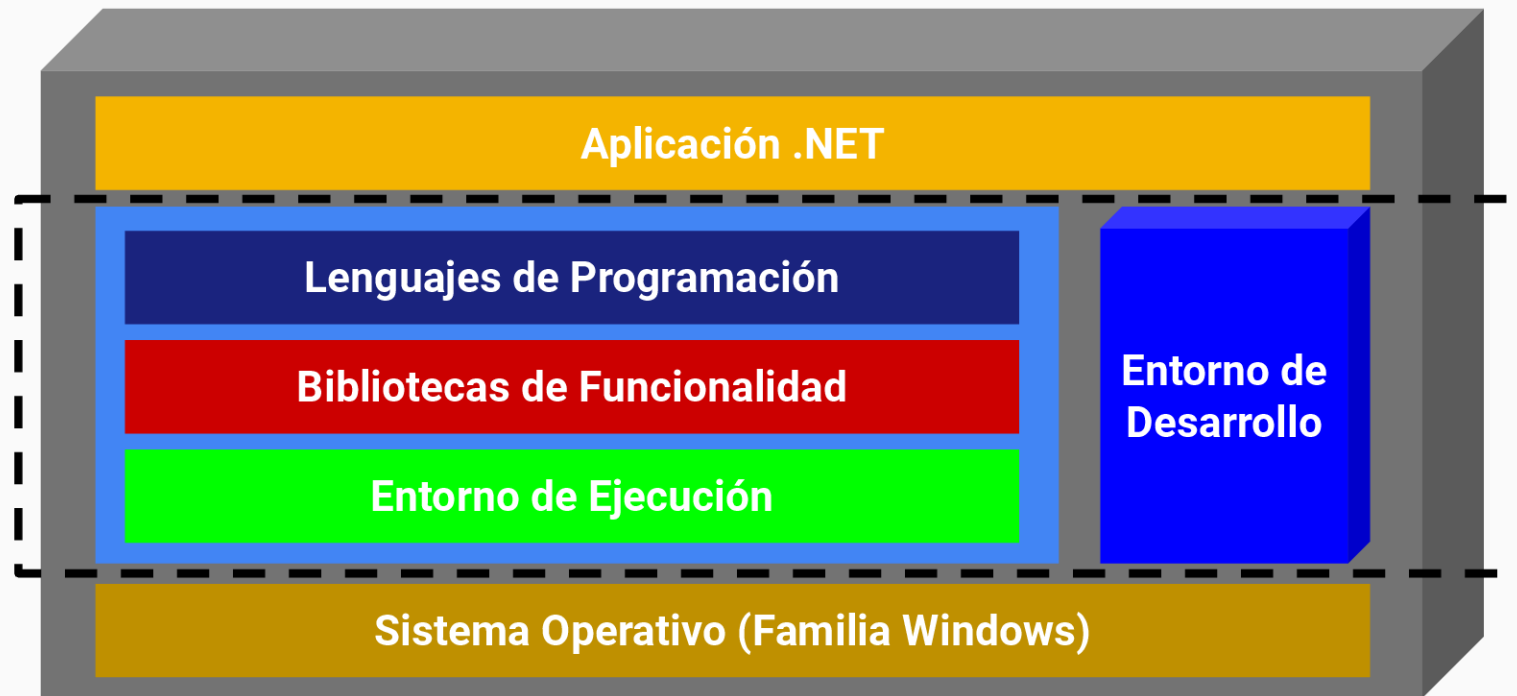 Aplicación .NET
Lenguajes de Programación
Bibliotecas de Funcionalidad
Entorno de Ejecución
Entorno de
Desarrollo
Sistema Operativo (Familia Windows)